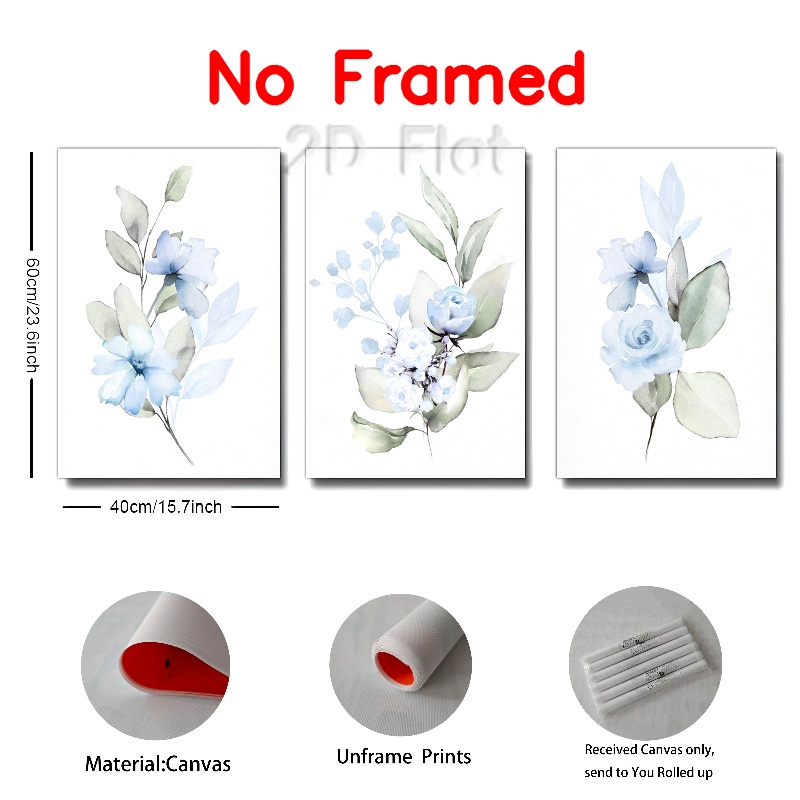 No Framed
2D Flat
60cm/23.6inch
40cm/15.7inch
Material:Canvas
Unframe Prints
Received Canvas only,
send to You Rolled up